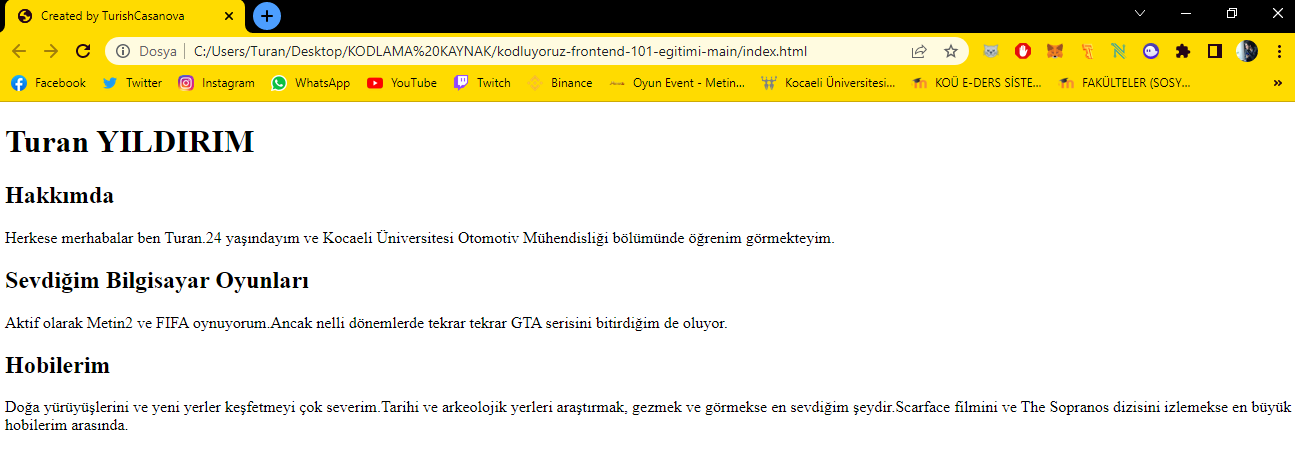 Created by TurishCasanova
Dosya | C:/Users/Turan/Desktop/KODLAMA%20KAYNAK/kodluyoruz-frontend-101-egitimi-main/index.html
Facebook Twitter Instagram WhatsApp YouTube Twitch Binance Oyun Event - Metin... Kocaeli Üniversitesi... KOÜ E-DERS SİSTE... FAKÜLTELER (SOSY...
Turan YILDIRIM
Hakkımda
Herkese merhabalar ben Turan.24 yaşındayım ve Kocaeli Üniversitesi Otomotiv Mühendisliği bölümünde öğrenim görmekteyim.
Sevdiğim Bilgisayar Oyunları
Aktif olarak Metin2 ve FIFA oynuyorum.Ancak nelli dönemlerde tekrar tekrar GTA serisini bitirdiğim de oluyor.
Hobilerim
Doğa yürüyüşlerini ve yeni yerler keşfetmeyi çok severim.Tarihi ve arkeolojik yerleri araştırmak, gezmek ve görmekse en sevdiğim şeydir.Scarface filmini ve The Sopranos dizisini izlemekse en büyük
hobilerim arasında.